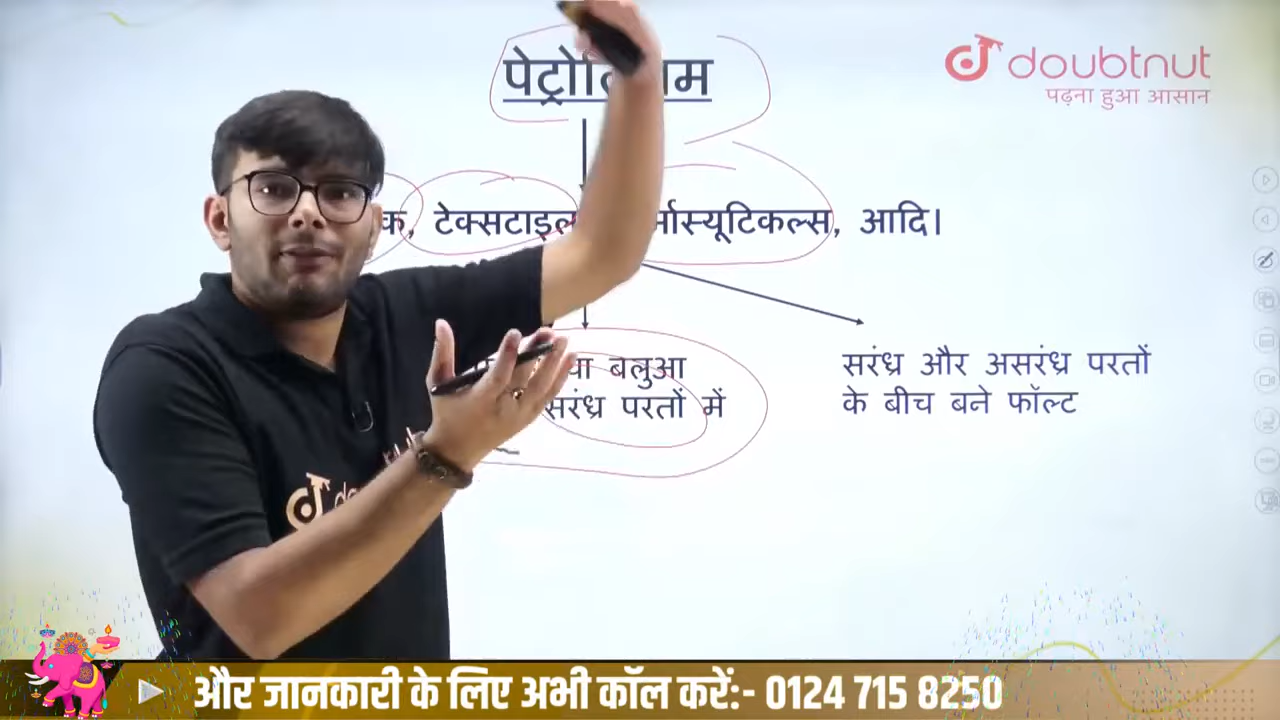 doubtnut
पढ़ना हुआ आसान
टेक्सटाइल
आदि।
बलुआ
सरंध्र परतों में
सरंध्र और असरंध्र परतों
के बीच बने फॉल्ट
और जानकारी के लिए अभी कॉल करें:- 0124 715 8250